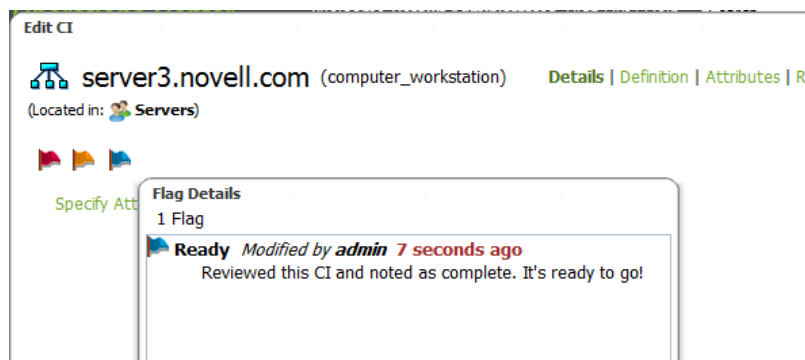 Edit CI
server3.novell.com (computer_workstation) Details | Definition | Attributes | R
(Located in: Servers)
Specify Att
Flag Details
1 Flag
Ready Modified by admin 7 seconds ago
Reviewed this CI and noted as complete. It's ready to go!